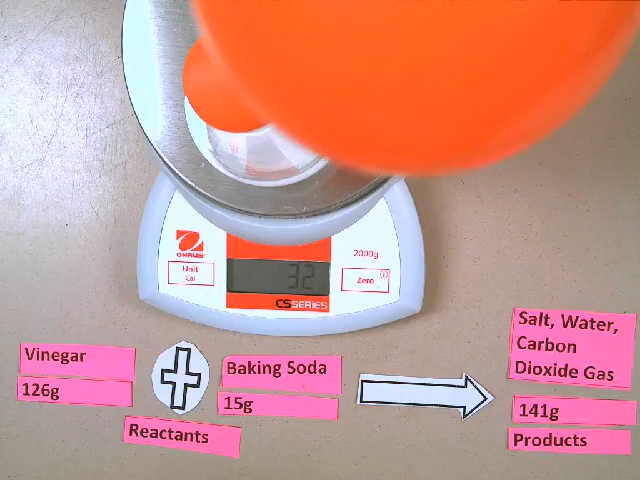 OHAUS
2000g
Unit
Cal
Zero
32
CS SERIES
Vinegar
126g
Baking Soda
15g
Reactants
Salt, Water,
Carbon
Dioxide Gas
141g
Products